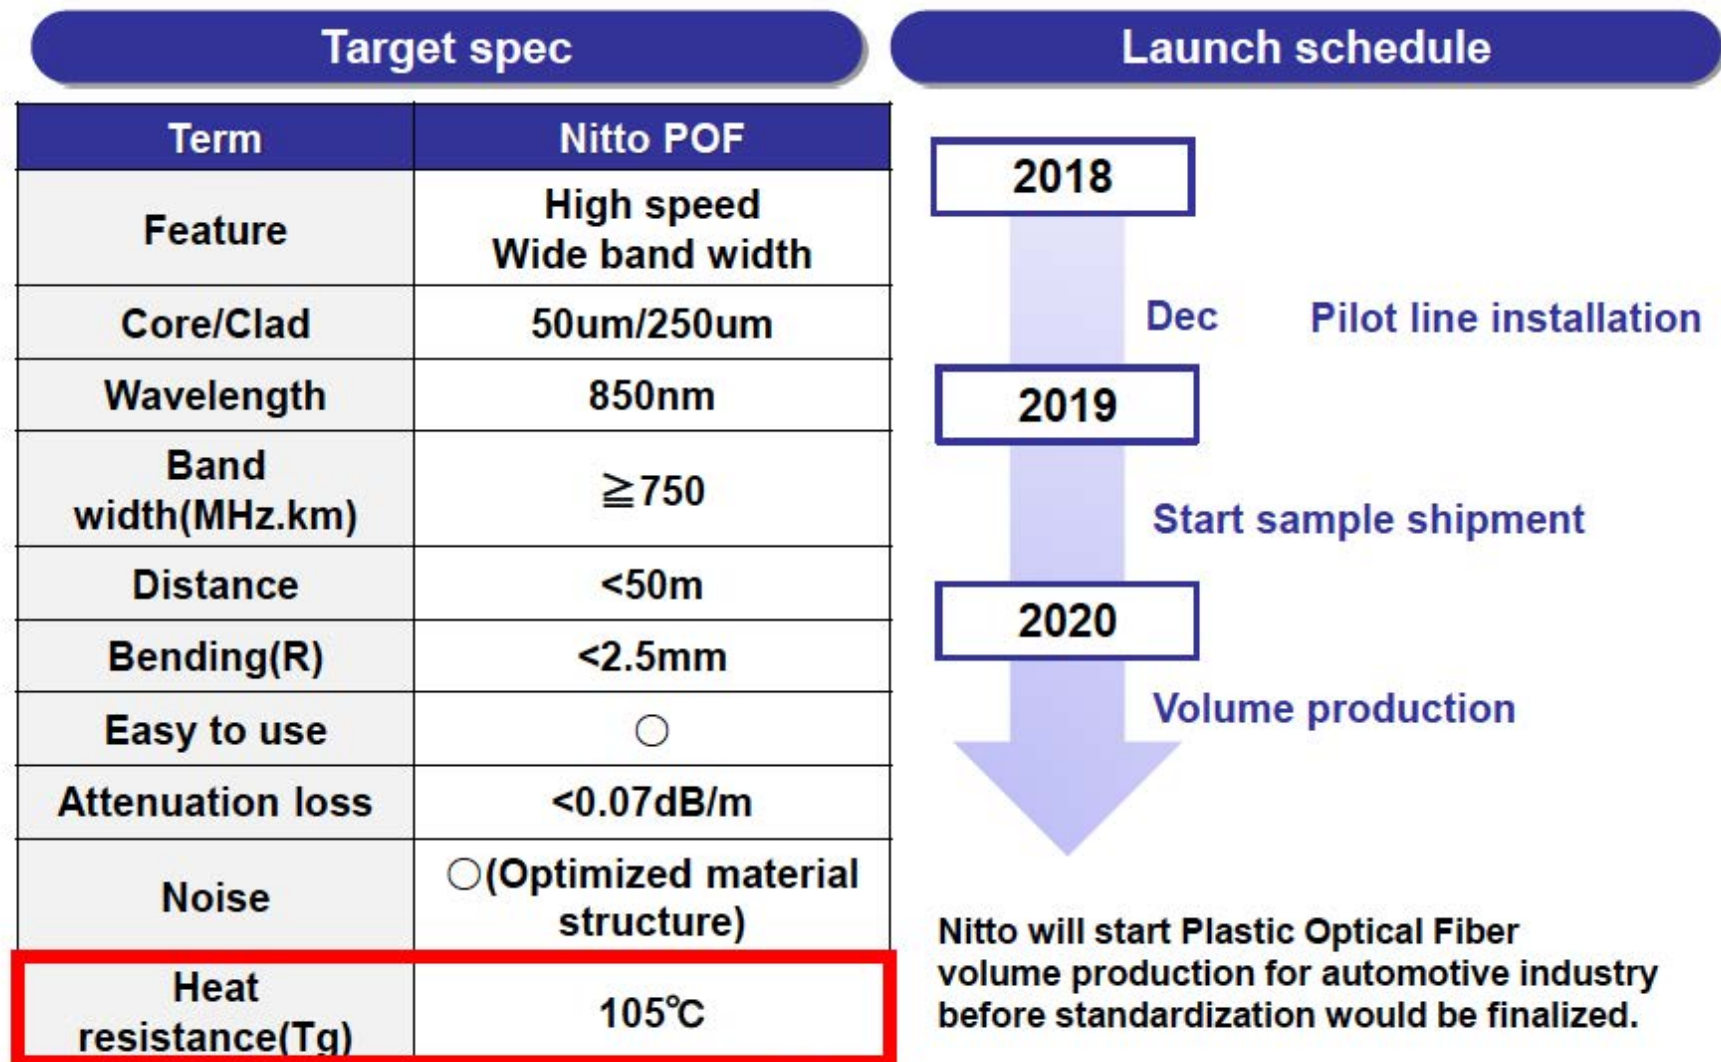 Target spec
Launch schedule
Term
Nitto POF
Feature
High speed
Wide band width
Core/Clad
50um/250um
Wavelength
850nm
Band
width(MHz.km)
≧750
Distance
<50m
Bending(R)
<2.5mm
Easy to use
○
Attenuation loss
<0.07dB/m
Noise
○(Optimized material
structure)
Heat
resistance(Tg)
105℃
2018
Dec
Pilot line installation
2019
Start sample shipment
2020
Volume production
Nitto will start Plastic Optical Fiber
volume production for automotive industry
before standardization would be finalized.